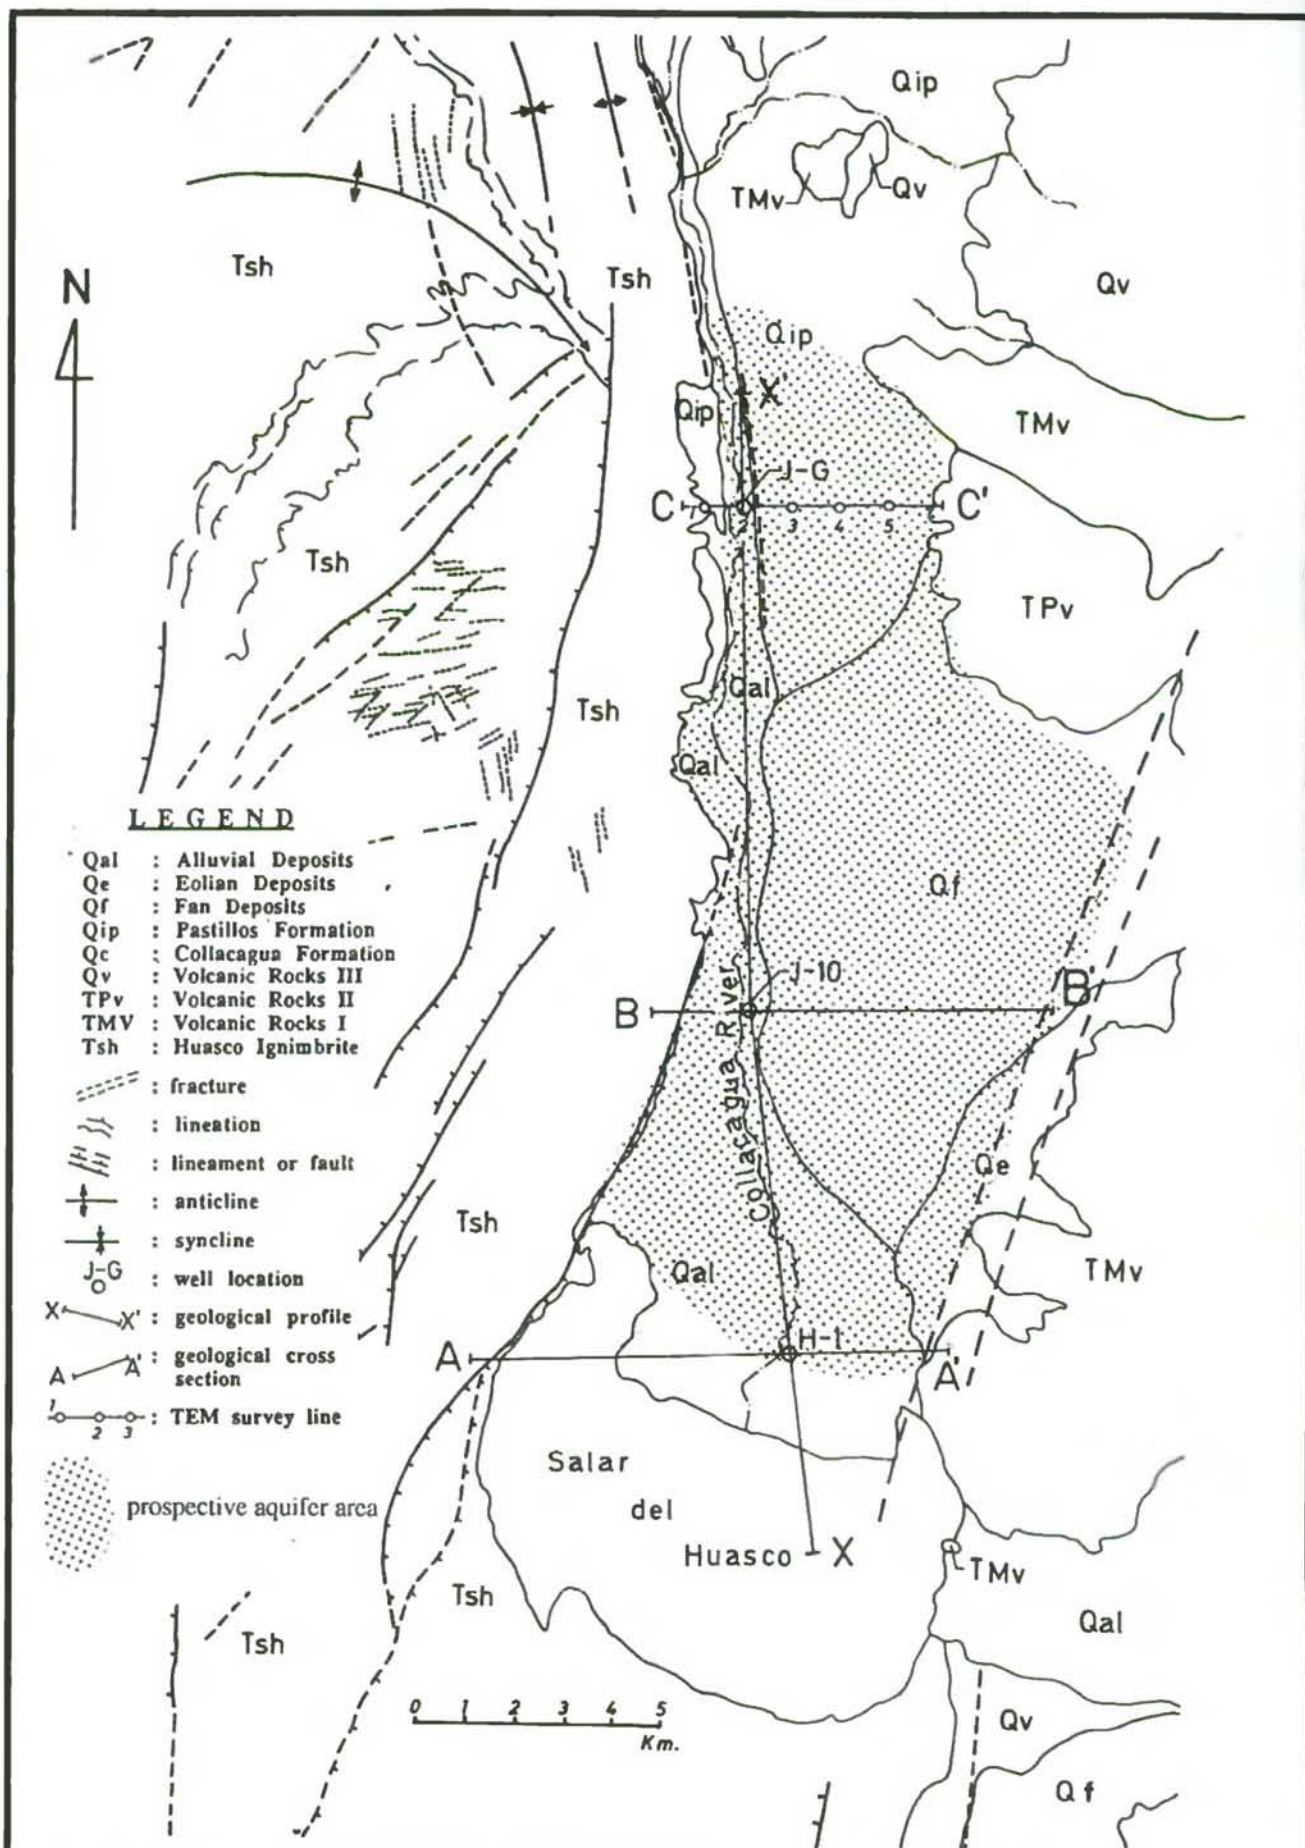 Qip
TMv
Qv
Tsh
Tsh
Qv
N
Qip
X'
Qip
TMv
J-G
C
C'
2
3
4
5
Tsh
TPv
Qal
Tsh
Qal
LEGEND
Qal : Alluvial Deposits
Qe : Eolian Deposits
Qf : Fan Deposits
Qip : Pastillos Formation
Qc : Collacagua Formation
Qv : Volcanic Rocks III
TPv : Volcanic Rocks II
TMV : Volcanic Rocks I
Tsh : Huasco Ignimbrite
: fracture
: lineation
: lineament or fault
: anticline
: syncline
J-G : well location
X X' : geological profile
A A' : geological cross
section
1 2 3 : TEM survey line
prospective aquifer area
Qf
J-10
B
B'
Collacagua River
Qe
Tsh
Qal
TMv
H-1
A
A'
Salar
del
Huasco
X
TMv
Tsh
Qal
Tsh
0 1 2 3 4 5
Km.
Qv
Qf